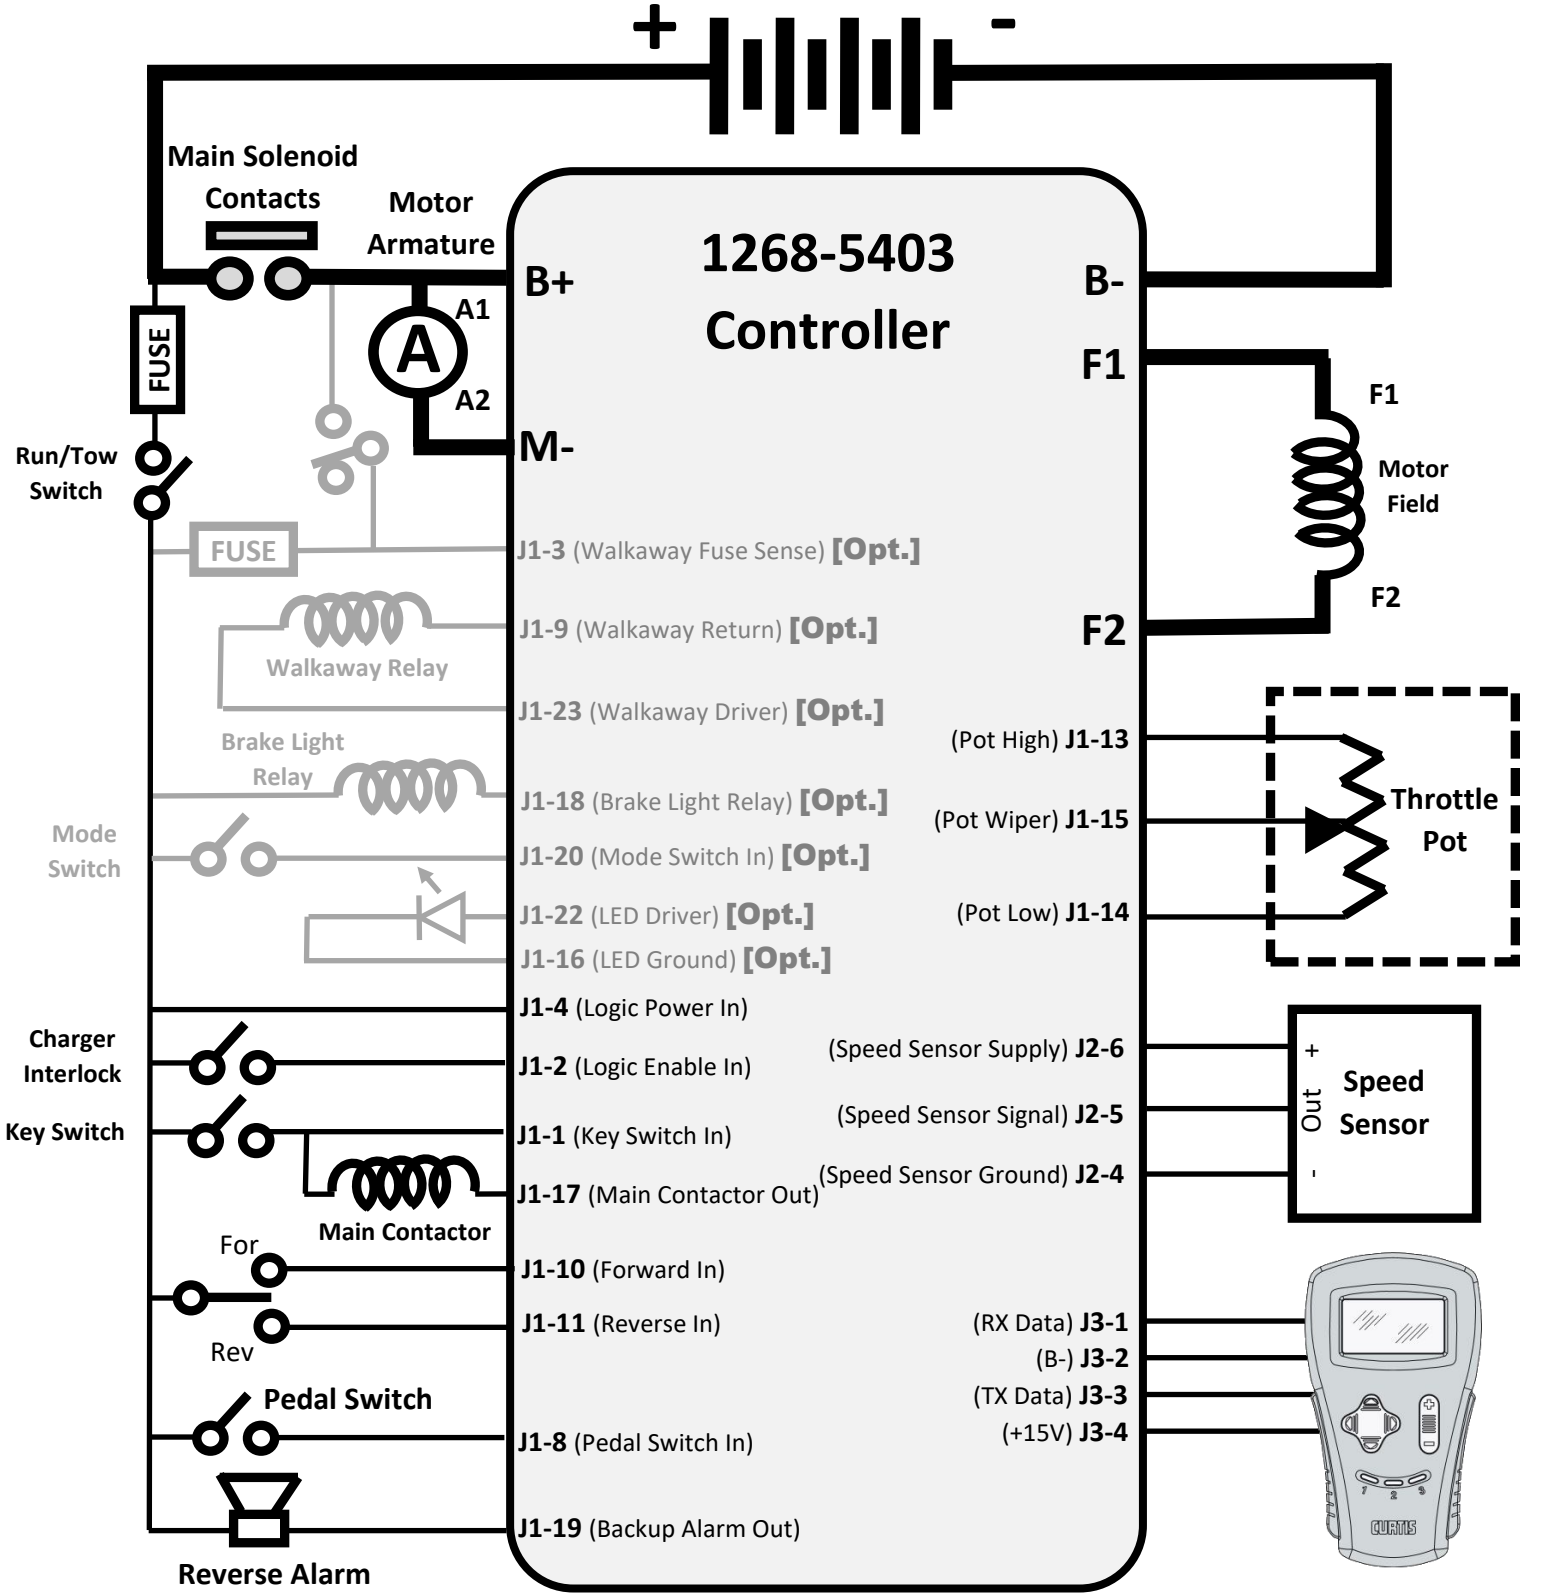 + -
Main Solenoid
Contacts
Motor
Armature
1268-5403
Controller
B+
B-
A1
A
A2
FUSE
F1
F1
M-
Run/Tow
Switch
Motor
Field
FUSE
J1-3 (Walkaway Fuse Sense) [Opt.]
F2
J1-9 (Walkaway Return) [Opt.]
F2
Walkaway Relay
J1-23 (Walkaway Driver) [Opt.]
(Pot High) J1-13
Brake Light
Relay
J1-18 (Brake Light Relay) [Opt.]
(Pot Wiper) J1-15
Throttle
Pot
Mode
Switch
J1-20 (Mode Switch In) [Opt.]
J1-22 (LED Driver) [Opt.]
(Pot Low) J1-14
J1-16 (LED Ground) [Opt.]
J1-4 (Logic Power In)
Charger
Interlock
J1-2 (Logic Enable In)
(Speed Sensor Supply) J2-6
+
Speed
Sensor
Out
(Speed Sensor Signal) J2-5
Key Switch
J1-1 (Key Switch In)
(Speed Sensor Ground) J2-4
-
J1-17 (Main Contactor Out)
Main Contactor
For
J1-10 (Forward In)
J1-11 (Reverse In)
Rev
(RX Data) J3-1
(B-) J3-2
(TX Data) J3-3
(+15V) J3-4
Pedal Switch
J1-8 (Pedal Switch In)
+
-
1 2 3
CURTIS
J1-19 (Backup Alarm Out)
Reverse Alarm